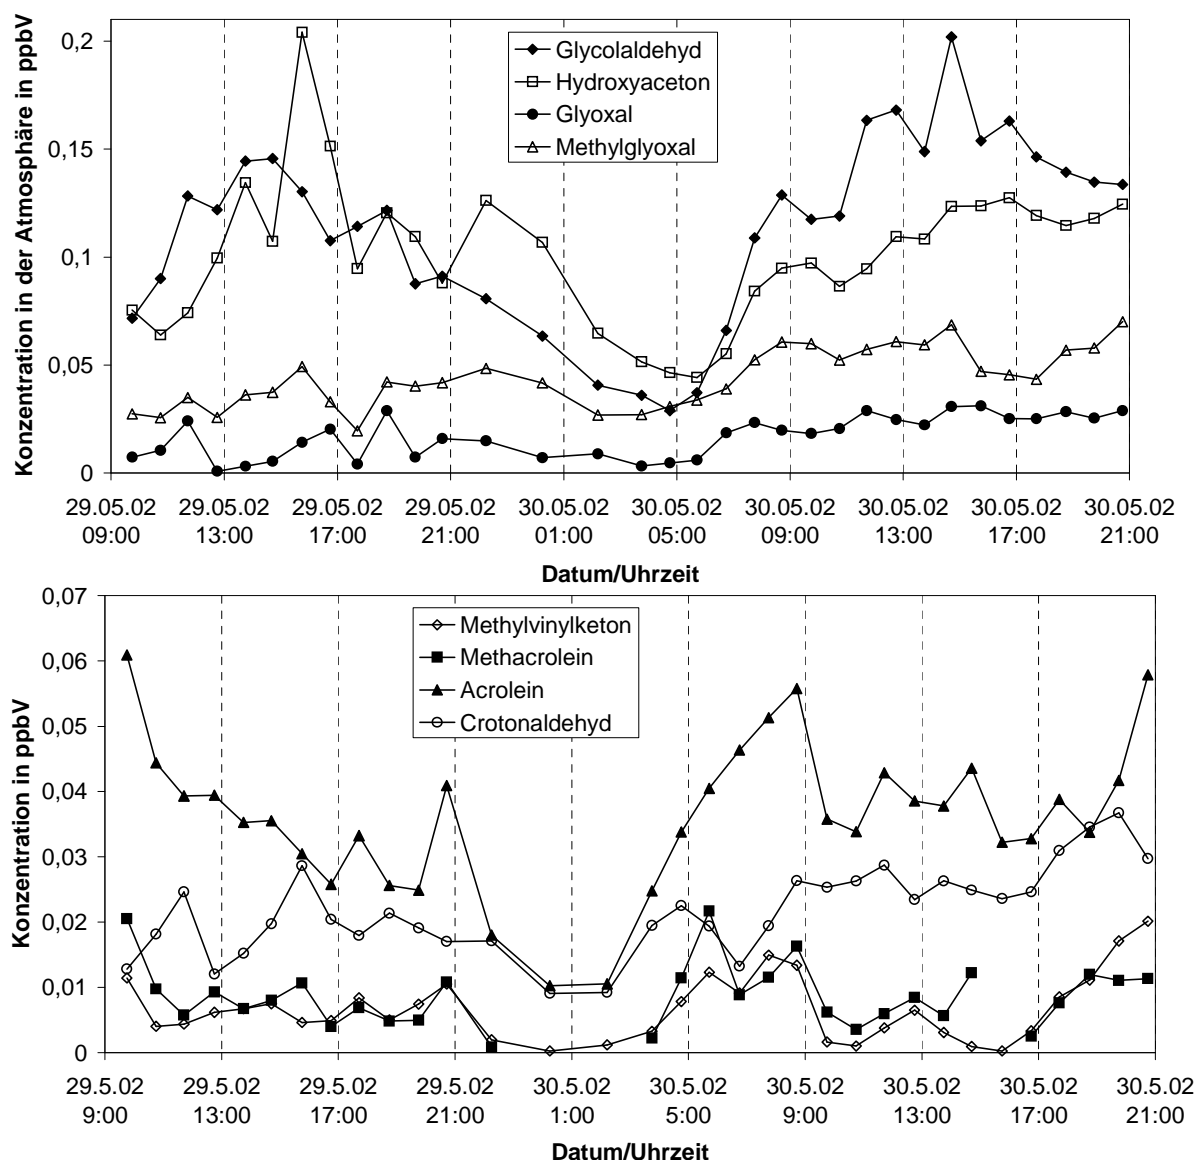 Konzentration in der Atmosphäre in ppbV
0,2
0,15
0,1
0,05
0
Glycolaldehyd
Hydroxyaceton
Glyoxal
Methylglyoxal
29.05.02 29.05.02 29.05.02 29.05.02 30.05.02 30.05.02 30.05.02 30.05.02 30.05.02 30.05.02
09:00 13:00 17:00 21:00 01:00 05:00 09:00 13:00 17:00 21:00
Datum/Uhrzeit
Konzentration in ppbV
0,07
0,06
0,05
0,04
0,03
0,02
0,01
0
Methylvinylketon
Methacrolein
Acrolein
Crotonaldehyd
29.5.02 29.5.02 29.5.02 29.5.02 30.5.02 30.5.02 30.5.02 30.5.02 30.5.02 30.5.02
9:00 13:00 17:00 21:00 1:00 5:00 9:00 13:00 17:00 21:00
Datum/Uhrzeit